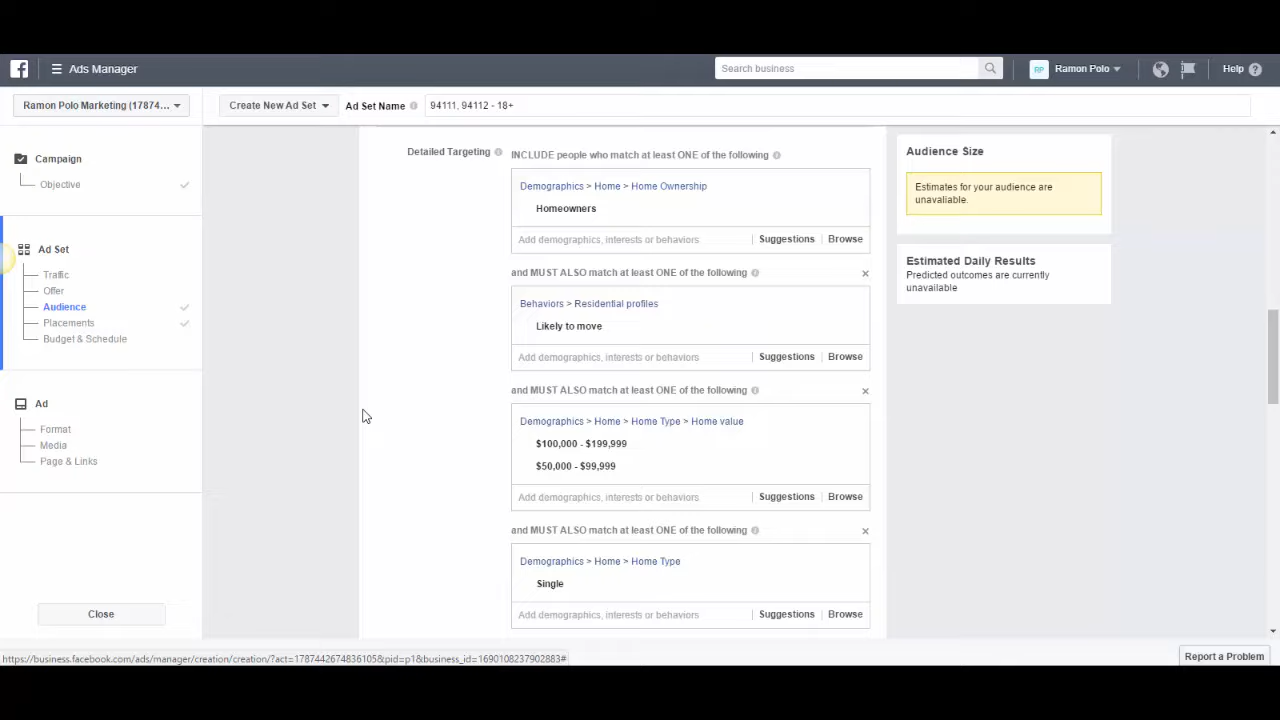 f
Ads Manager
Search business
RP
Ramon Polo
Help ?
Ramon Polo Marketing (17874...
Create New Ad Set
Ad Set Name
94111, 94112 - 18+
Campaign
Objective
Ad Set
Traffic
Offer
Audience
Placements
Budget & Schedule
Ad
Format
Media
Page & Links
Close
Detailed Targeting
INCLUDE people who match at least ONE of the following
Demographics > Home > Home Ownership
Homeowners
Add demographics, interests or behaviors | Suggestions | Browse
and MUST ALSO match at least ONE of the following
Behaviors > Residential profiles
Likely to move
Add demographics, interests or behaviors | Suggestions | Browse
and MUST ALSO match at least ONE of the following
Demographics > Home > Home Type > Home value
$100,000 - $199,999
$50,000 - $99,999
Add demographics, interests or behaviors | Suggestions | Browse
and MUST ALSO match at least ONE of the following
Demographics > Home > Home Type
Single
Add demographics, interests or behaviors | Suggestions | Browse
Audience Size
Estimates for your audience are
unavaliable.
Estimated Daily Results
Predicted outcomes are currently
unavailable
https://business.facebook.com/ads/manager/creation/creation/?act=1787442674836105&pid=p1&business_id=1690108237902883#
Report a Problem